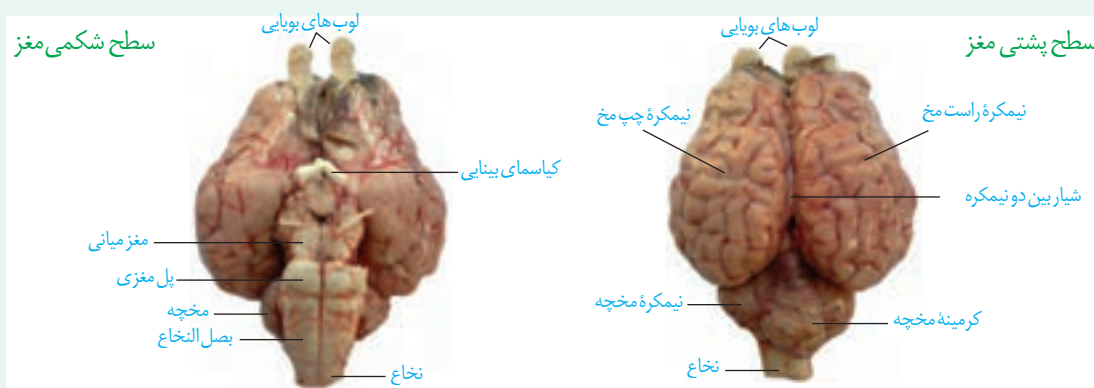 سطح پشتی مغز
لوب‌های بویایی
نیمکرهٔ راست مخ
نیمکرهٔ چپ مخ
شیار بین دو نیمکره
نیمکرهٔ مخچه
کرمینهٔ مخچه
نخاع
سطح شکمی مغز
لوب‌های بویایی
کیاسمای بینایی
مغز میانی
پل مغزی
مخچه
بصل النخاع
نخاع